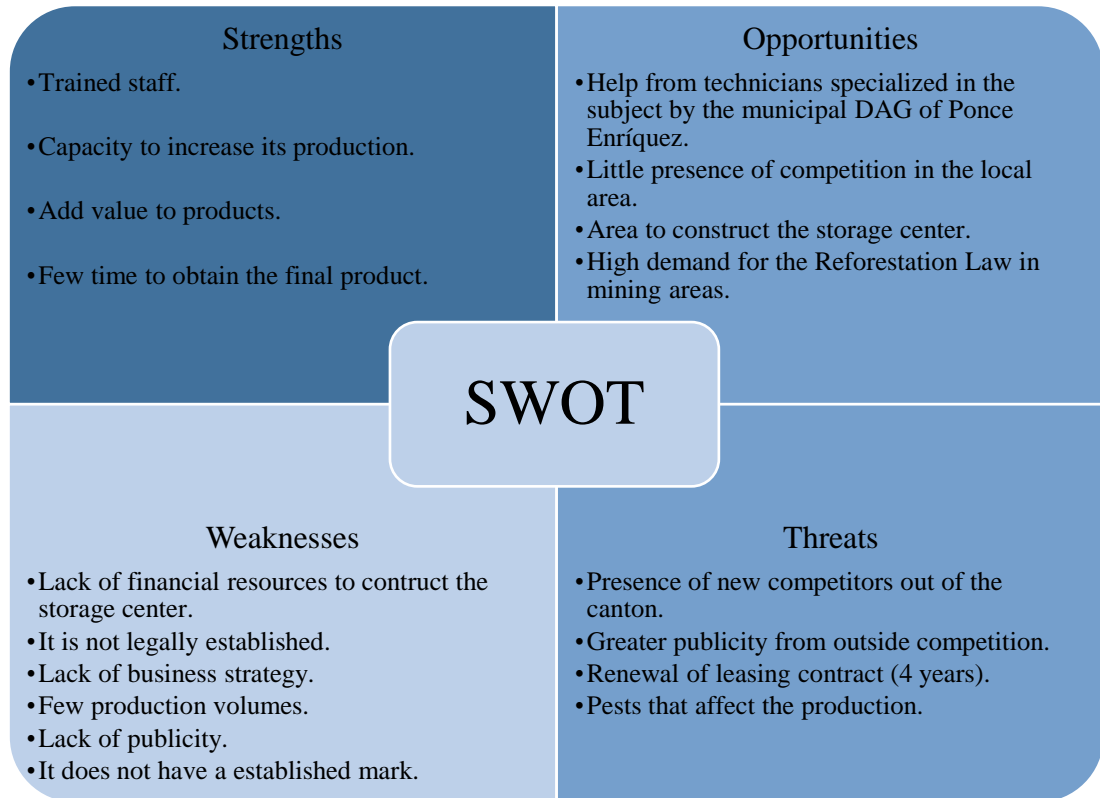 Strengths
•Trained staff.
•Capacity to increase its production.
•Add value to products.
•Few time to obtain the final product.
Opportunities
•Help from technicians specialized in the
subject by the municipal DAG of Ponce
Enríquez.
•Little presence of competition in the local
area.
•Area to construct the storage center.
•High demand for the Reforestation Law in
mining areas.
SWOT
Weaknesses
•Lack of financial resources to contruct the
storage center.
•It is not legally established.
•Lack of business strategy.
•Few production volumes.
•Lack of publicity.
•It does not have a established mark.
Threats
•Presence of new competitors out of the
canton.
•Greater publicity from outside competition.
•Renewal of leasing contract (4 years).
•Pests that affect the production.